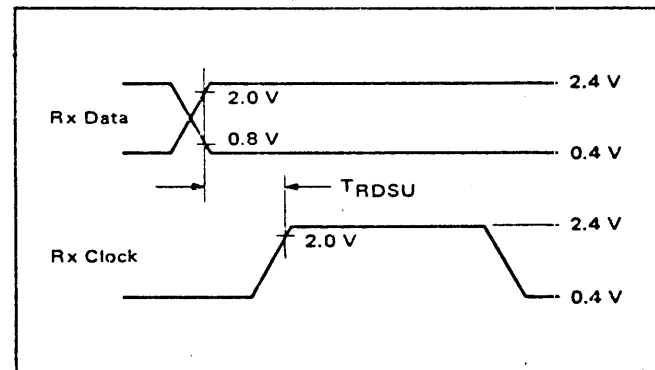 2.4 V
2.0 V
Rx Data
0.8 V
0.4 V
TRDSU
2.4 V
2.0 V
Rx Clock
0.4 V